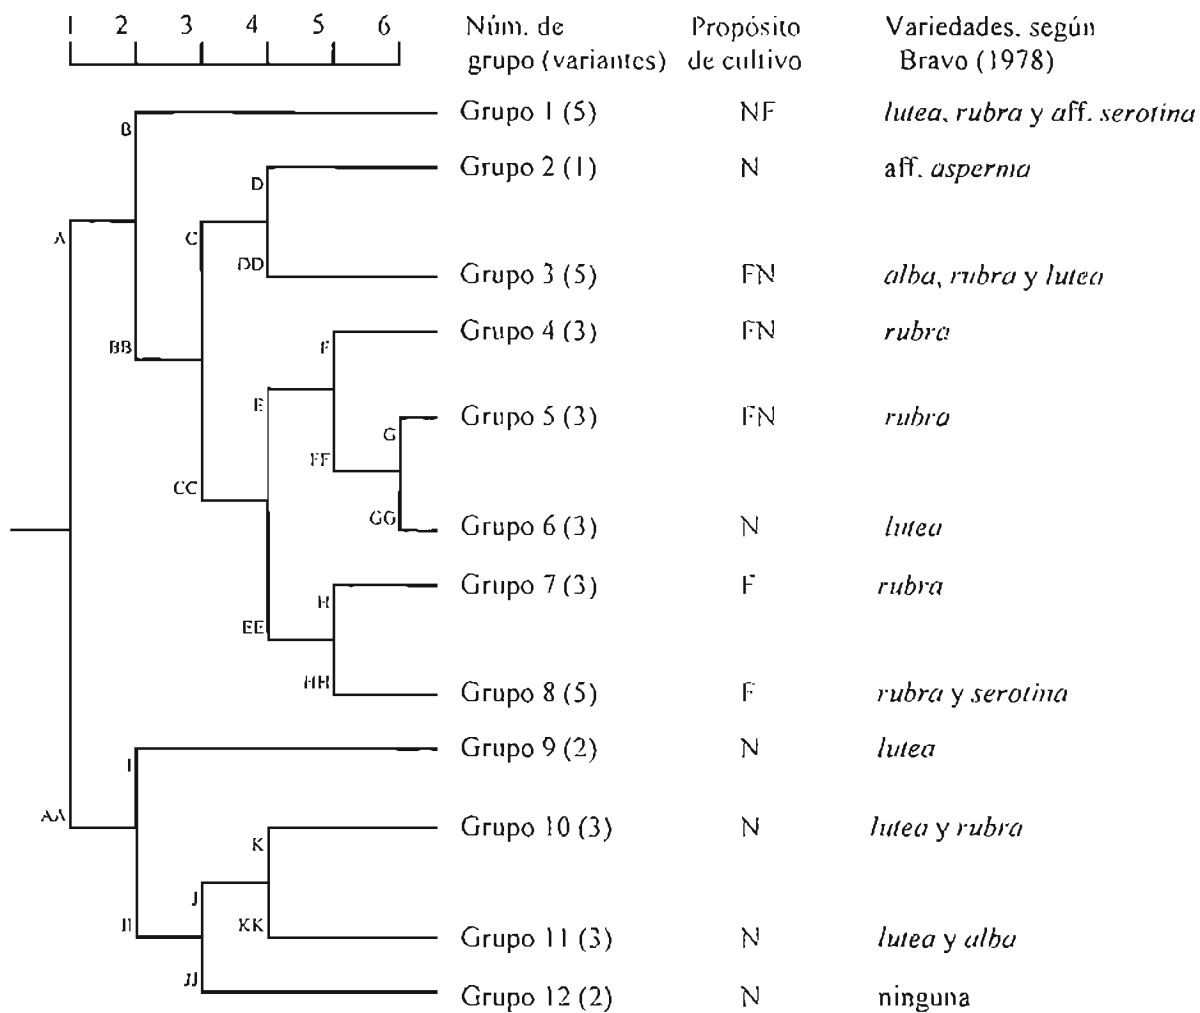 1 2 3 4 5 6
Núm. de grupo (variantes)
Propósito de cultivo
Variedades, según Bravo (1978)
B
Grupo 1 (5) NF lutea, rubra y aff. serotina
D
Grupo 2 (1) N aff. asperma
A
C
DD
Grupo 3 (5) FN alba, rubra y lutea
BB
F
Grupo 4 (3) FN rubra
E
G
Grupo 5 (3) FN rubra
FF
CC
GG
Grupo 6 (3) N lutea
H
Grupo 7 (3) F rubra
EE
HH
Grupo 8 (5) F rubra y serotina
I
Grupo 9 (2) N lutea
AA
K
Grupo 10 (3) N lutea y rubra
J
II
KK
Grupo 11 (3) N lutea y alba
JJ
Grupo 12 (2) N ninguna